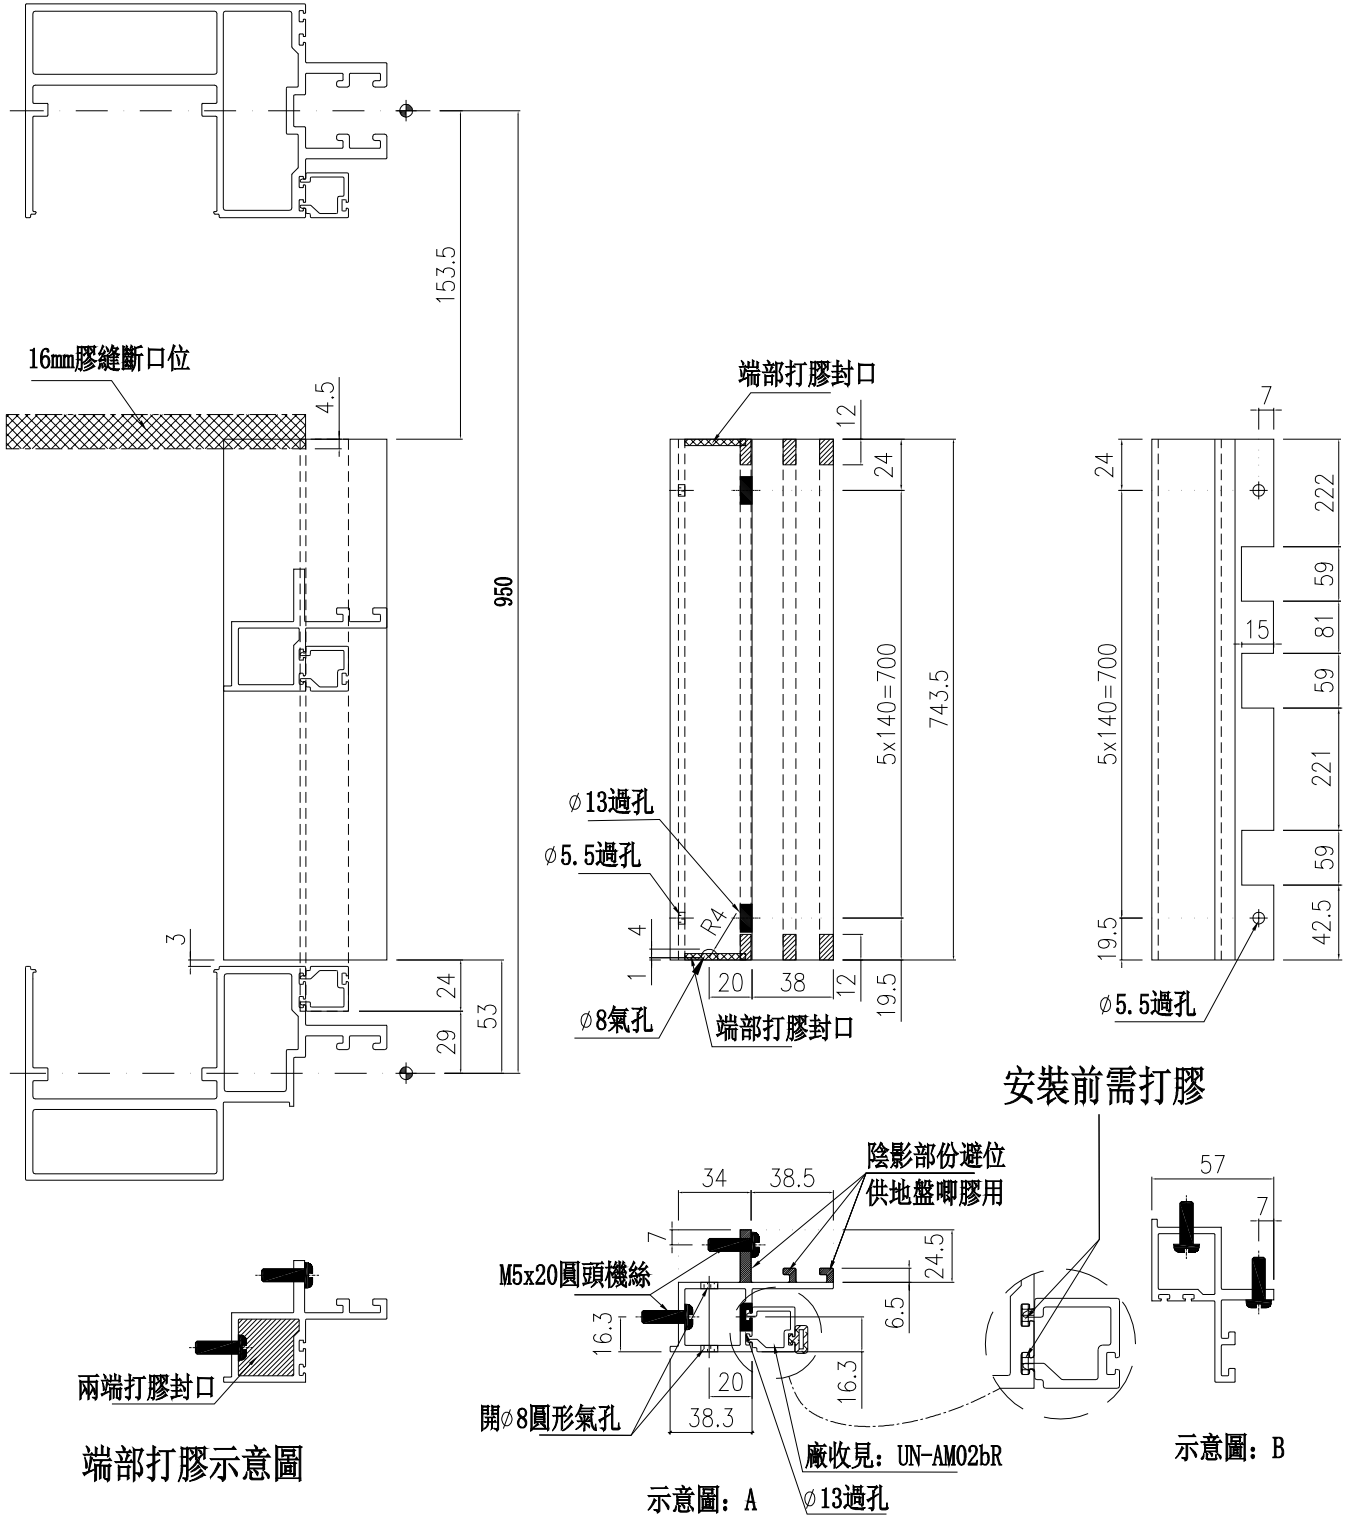 153.5
16mm膠縫斷口位
4.5
950
3
24
53
29
端部打膠封口
12
24
5x140=700
743.5
∅13過孔
∅5.5過孔
R4
4
1
20
38
12
19.5
∅8氣孔
端部打膠封口
7
24
222
59
81
15
59
5x140=700
221
59
42.5
19.5
∅5.5過孔
安裝前需打膠
兩端打膠封口
端部打膠示意圖
陰影部份避位
供地盤唧膠用
34
38.5
7
24.5
M5x20圓頭機絲
6.5
16.3
16.3
20
38.3
開∅8圓形氣孔
廠收見: UN-AM02bR
∅13過孔
示意圖: A
57
7
示意圖: B